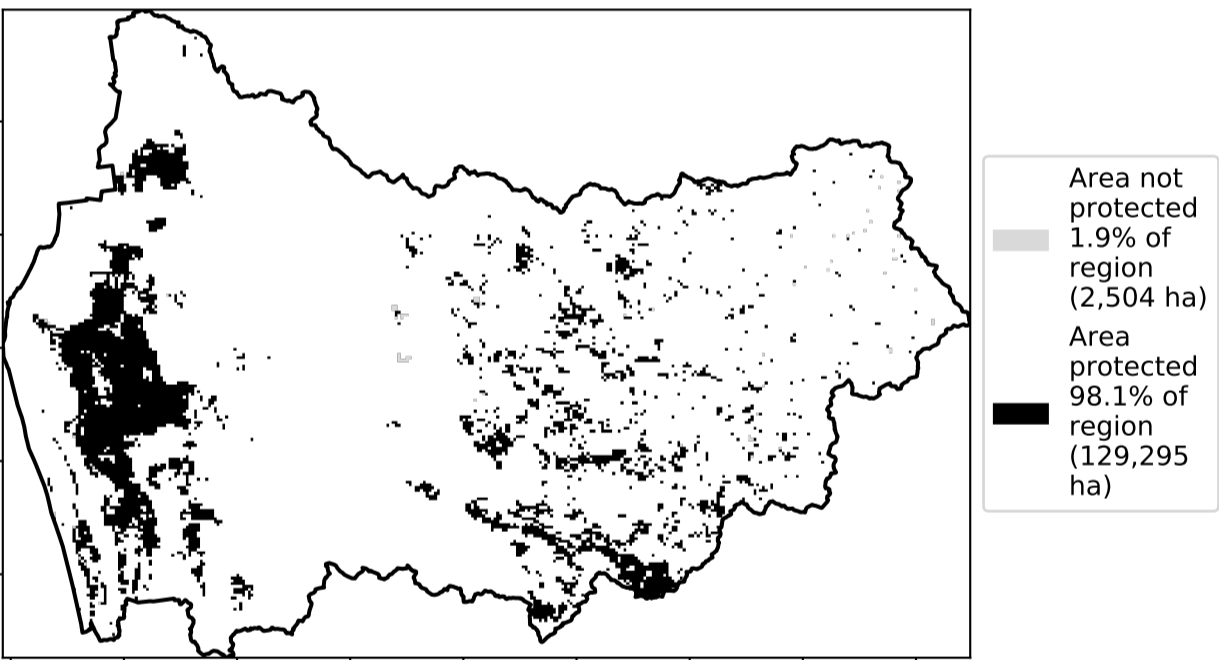 Area not
protected
1.9% of
region
(2,504 ha)
Area
protected
98.1% of
region
(129,295
ha)